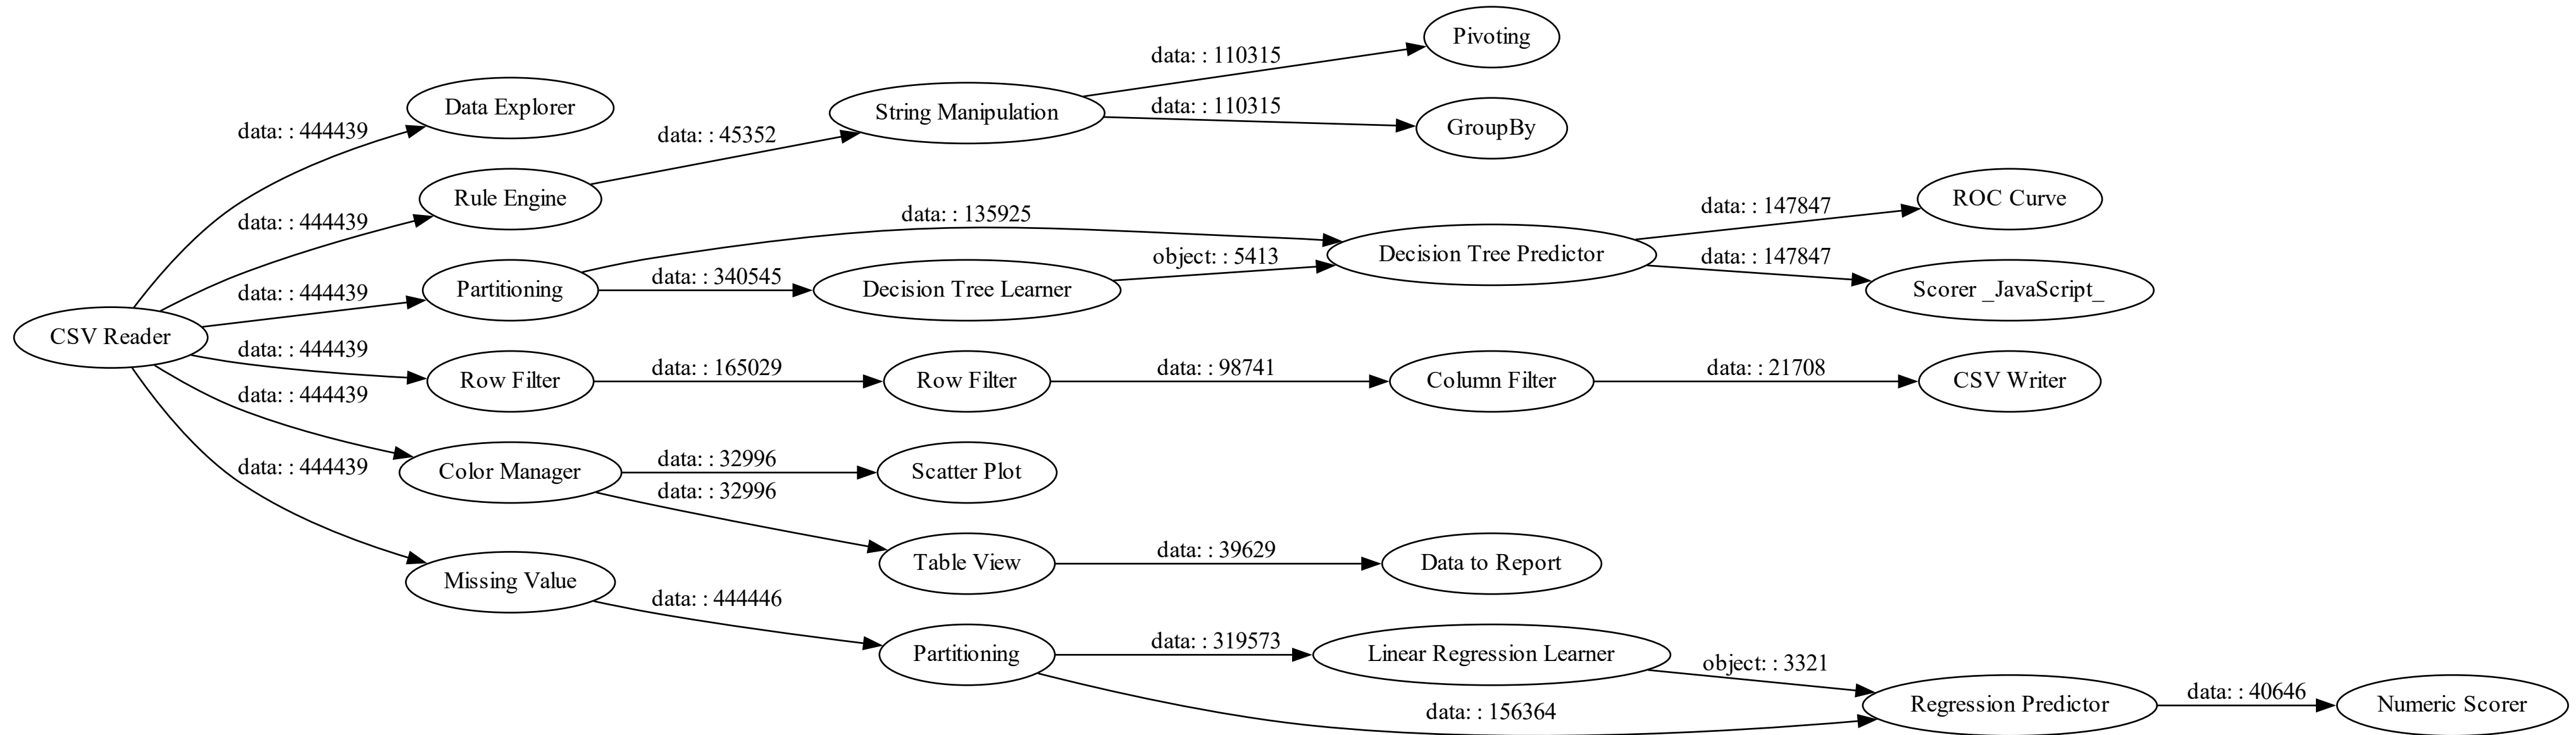 Pivoting
data: : 110315
Data Explorer
data: : 110315
String Manipulation
GroupBy
data: : 444439
data: : 45352
Rule Engine
ROC Curve
data: : 147847
data: : 444439
data: : 135925
Decision Tree Predictor
object: : 5413
data: : 147847
data: : 444439
data: : 340545
Partitioning
Decision Tree Learner
Scorer _JavaScript_
CSV Reader
data: : 444439
data: : 165029
data: : 98741
data: : 21708
Row Filter
Row Filter
Column Filter
CSV Writer
data: : 444439
data: : 32996
Color Manager
Scatter Plot
data: : 444439
data: : 32996
data: : 39629
Table View
Data to Report
Missing Value
data: : 444446
data: : 319573
Partitioning
Linear Regression Learner
object: : 3321
data: : 40646
Regression Predictor
Numeric Scorer
data: : 156364